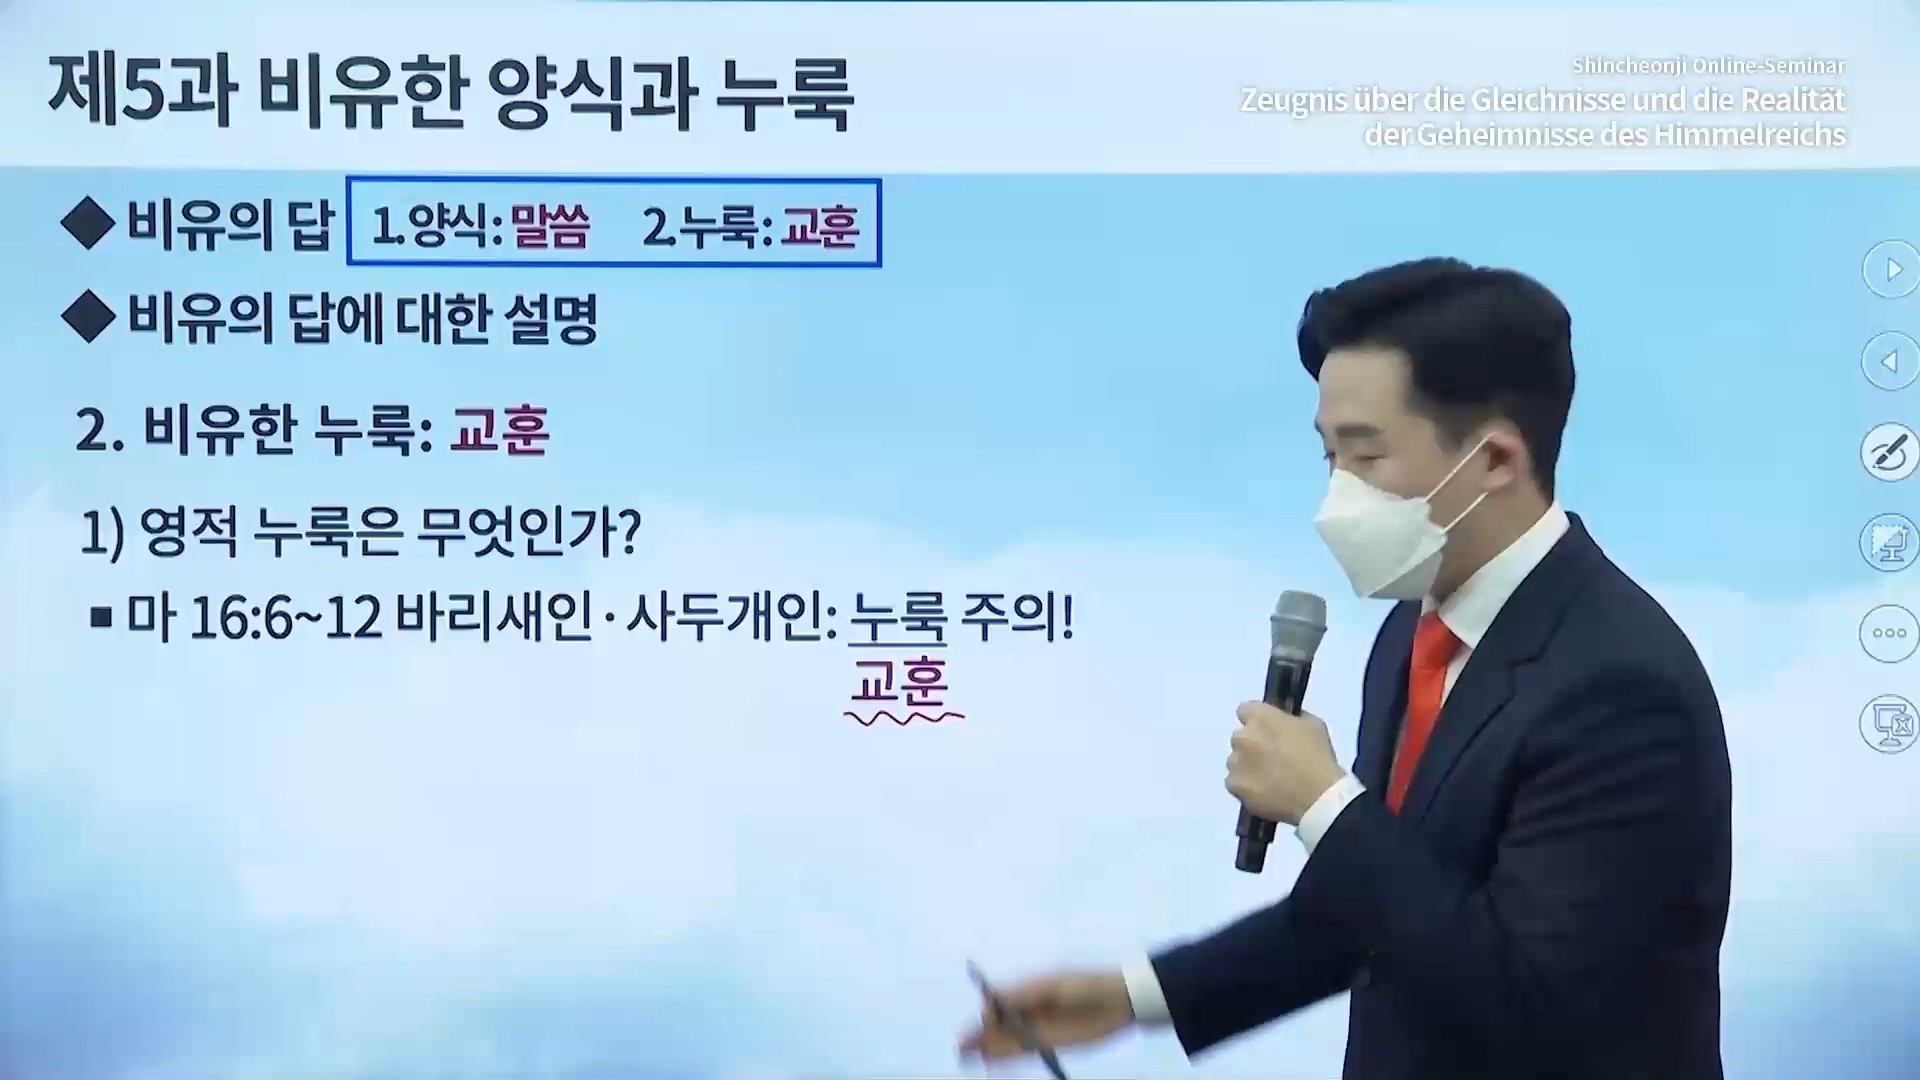 제5과 비유한 양식과 누룩
Shincheonji Online-Seminar
Zeugnis über die Gleichnisse und die Realität
der Geheimnisse des Himmelreichs
◆ 비유의 답 1.양식: 말씀 2.누룩: 교훈
◆ 비유의 답에 대한 설명
2. 비유한 누룩: 교훈
1) 영적 누룩은 무엇인가?
▪ 마 16:6~12 바리새인·사두개인: 누룩 주의!
교훈